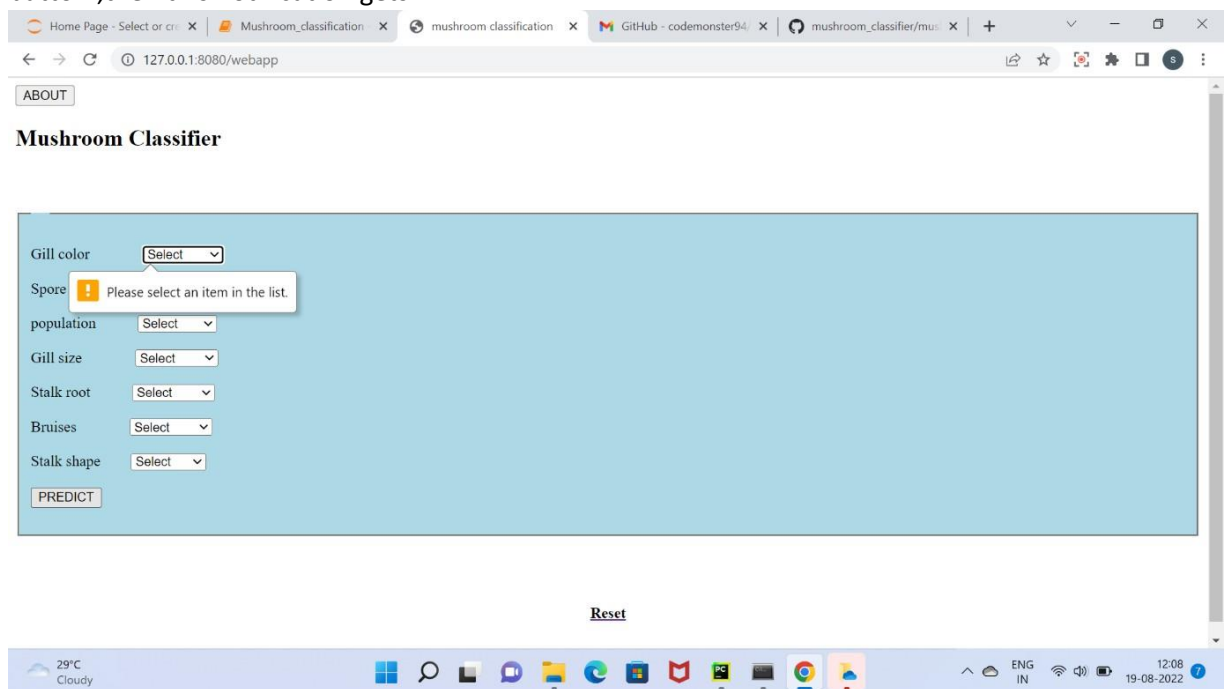 Home Page - Select or cre
Mushroom_classification
mushroom classification
GitHub - codemonster94/
mushroom_classifier/mus
127.0.0.1:8080/webapp
S
ABOUT
Mushroom Classifier
Gill color Select
Spore
Please select an item in the list.
population Select
Gill size Select
Stalk root Select
Bruises Select
Stalk shape Select
PREDICT
Reset
29°C
Cloudy
ENG
IN
12:08
19-08-2022
7